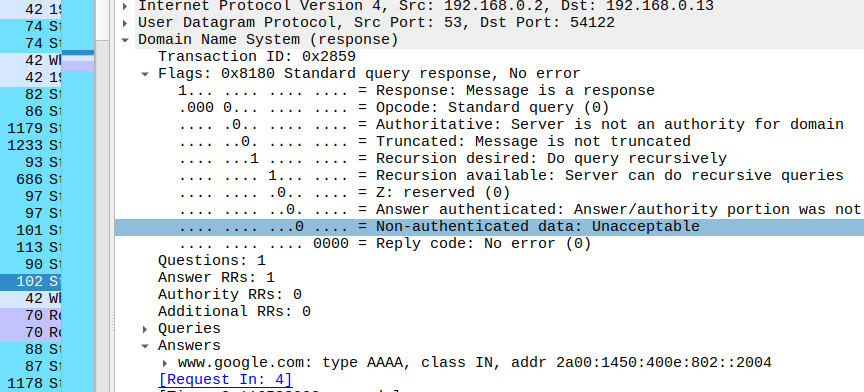 42 19
Internet Protocol Version 4, Src: 192.168.0.2, Dst: 192.168.0.13
74 St
User Datagram Protocol, Src Port: 53, Dst Port: 54122
74 St
Domain Name System (response)
42 Wh
Transaction ID: 0x2859
42 19
Flags: 0x8180 Standard query response, No error
82 St
1... .... .... .... = Response: Message is a response
86 St
.000 0... .... .... = Opcode: Standard query (0)
1179 St
.... .0.. .... .... = Authoritative: Server is not an authority for domain
1233 St
.... ..0. .... .... = Truncated: Message is not truncated
93 St
.... ...1 .... .... = Recursion desired: Do query recursively
686 St
.... .... 1... .... = Recursion available: Server can do recursive queries
97 St
.... .... .0.. .... = Z: reserved (0)
97 St
.... .... ..0. .... = Answer authenticated: Answer/authority portion was not
101 St
.... .... ...0 .... = Non-authenticated data: Unacceptable
113 St
.... .... .... 0000 = Reply code: No error (0)
90 St
Questions: 1
102 St
Answer RRs: 1
42 Wh
Authority RRs: 0
70 Ro
Additional RRs: 0
70 Ro
Queries
88 St
Answers
87 St
www.google.com: type AAAA, class IN, addr 2a00:1450:400e:802::2004
1178 St
[Request In: 4]